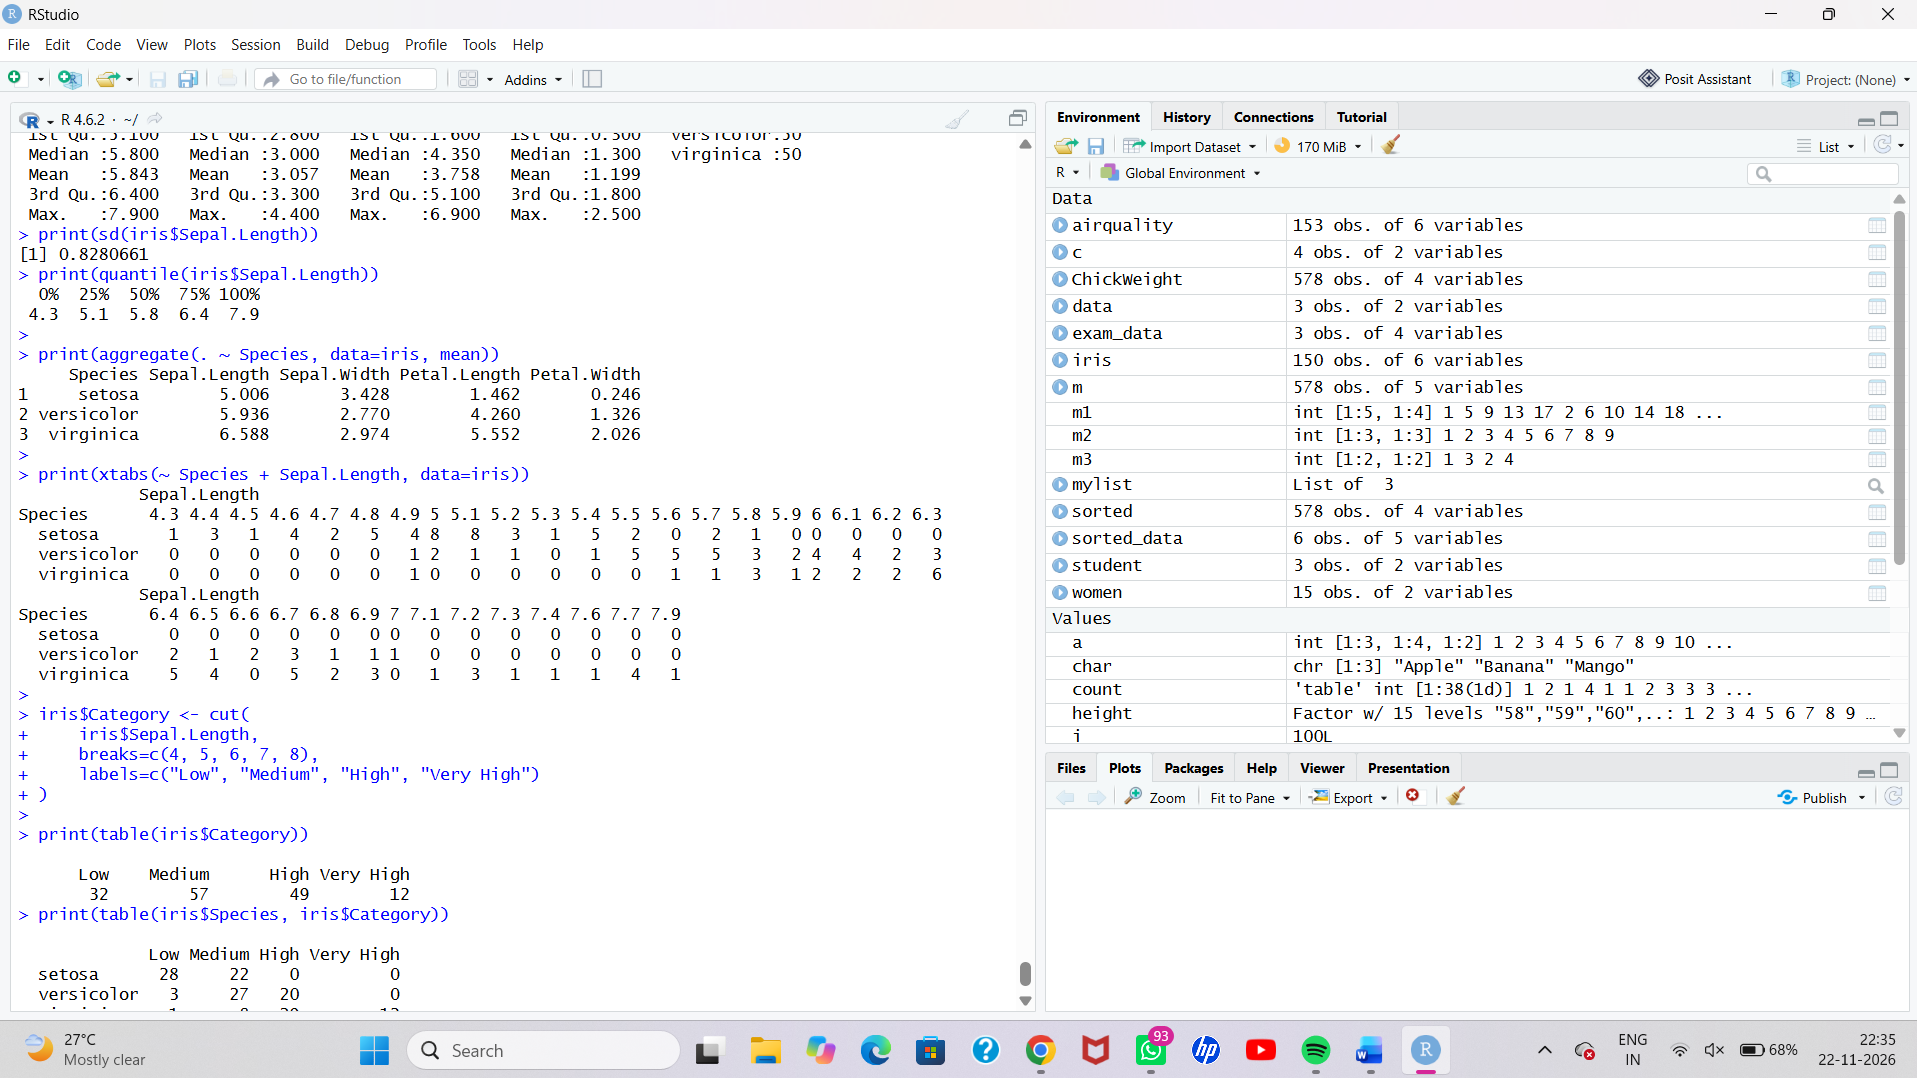 RStudio
File Edit Code View Plots Session Build Debug Profile Tools Help
Go to file/function Addins Posit Assistant Project: (None)
R 4.6.2 · ~/
1st Qu.:5.100 1st Qu.:2.800 1st Qu.:1.600 1st Qu.:0.300 versicolor:50
Median :5.800 Median :3.000 Median :4.350 Median :1.300 virginica :50
Mean :5.843 Mean :3.057 Mean :3.758 Mean :1.199
3rd Qu.:6.400 3rd Qu.:3.300 3rd Qu.:5.100 3rd Qu.:1.800
Max. :7.900 Max. :4.400 Max. :6.900 Max. :2.500
> print(sd(iris$Sepal.Length))
[1] 0.8280661
> print(quantile(iris$Sepal.Length))
0% 25% 50% 75% 100%
4.3 5.1 5.8 6.4 7.9
>
> print(aggregate(. ~ Species, data=iris, mean))
Species Sepal.Length Sepal.Width Petal.Length Petal.Width
1 setosa 5.006 3.428 1.462 0.246
2 versicolor 5.936 2.770 4.260 1.326
3 virginica 6.588 2.974 5.552 2.026
>
> print(xtabs(~ Species + Sepal.Length, data=iris))
Sepal.Length
Species 4.3 4.4 4.5 4.6 4.7 4.8 4.9 5 5.1 5.2 5.3 5.4 5.5 5.6 5.7 5.8 5.9 6 6.1 6.2 6.3
setosa 1 3 1 4 2 5 4 8 8 3 1 5 2 0 2 1 0 0 0 0 0
versicolor 0 0 0 0 0 0 1 2 1 1 0 1 5 5 5 3 2 4 4 2 3
virginica 0 0 0 0 0 0 1 0 0 0 0 0 0 1 1 3 1 2 2 2 6
Sepal.Length
Species 6.4 6.5 6.6 6.7 6.8 6.9 7 7.1 7.2 7.3 7.4 7.6 7.7 7.9
setosa 0 0 0 0 0 0 0 0 0 0 0 0 0 0
versicolor 2 1 2 3 1 1 1 0 0 0 0 0 0 0
virginica 5 4 0 5 2 3 0 1 3 1 1 1 4 1
>
> iris$Category <- cut(
+ iris$Sepal.Length,
+ breaks=c(4, 5, 6, 7, 8),
+ labels=c("Low", "Medium", "High", "Very High")
+ )
>
> print(table(iris$Category))
Low Medium High Very High
32 57 49 12
> print(table(iris$Species, iris$Category))
Low Medium High Very High
setosa 28 22 0 0
versicolor 3 27 20 0
Environment History Connections Tutorial
Import Dataset 170 MiB List
R Global Environment
Data
airquality 153 obs. of 6 variables
c 4 obs. of 2 variables
ChickWeight 578 obs. of 4 variables
data 3 obs. of 2 variables
exam_data 3 obs. of 4 variables
iris 150 obs. of 6 variables
m 578 obs. of 5 variables
m1 int [1:5, 1:4] 1 5 9 13 17 2 6 10 14 18 ...
m2 int [1:3, 1:3] 1 2 3 4 5 6 7 8 9
m3 int [1:2, 1:2] 1 3 2 4
mylist List of 3
sorted 578 obs. of 4 variables
sorted_data 6 obs. of 5 variables
student 3 obs. of 2 variables
women 15 obs. of 2 variables
Values
a int [1:3, 1:4, 1:2] 1 2 3 4 5 6 7 8 9 10 ...
char chr [1:3] "Apple" "Banana" "Mango"
count 'table' int [1:38(1d)] 1 2 1 4 1 1 2 3 3 3 ...
height Factor w/ 15 levels "58","59","60",..: 1 2 3 4 5 6 7 8 9 …
i 100L
Files Plots Packages Help Viewer Presentation
Zoom Fit to Pane Export Publish
27°C
Mostly clear
Search
93
ENG
IN
68%
22:35
22-11-2026